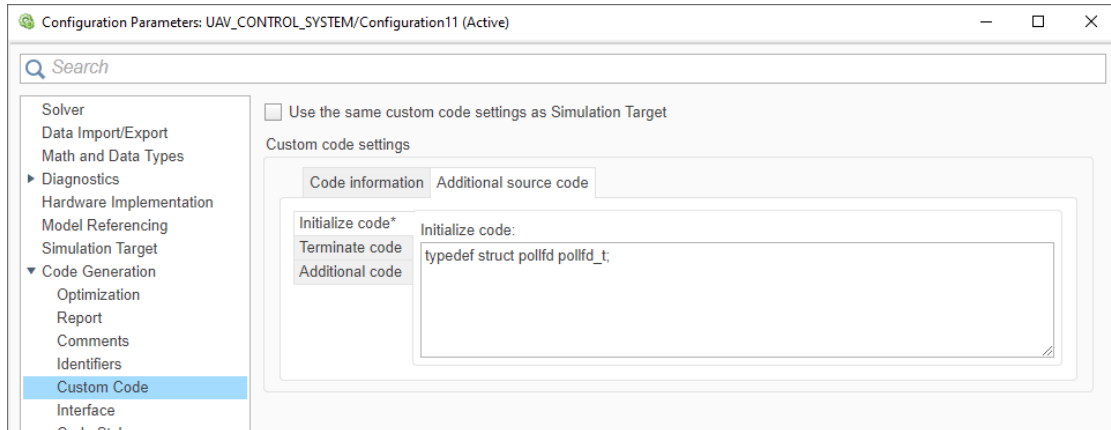 Configuration Parameters: UAV_CONTROL_SYSTEM/Configuration11 (Active)
Search
Solver
Data Import/Export
Math and Data Types
Diagnostics
Hardware Implementation
Model Referencing
Simulation Target
Code Generation
Optimization
Report
Comments
Identifiers
Custom Code
Interface
Use the same custom code settings as Simulation Target
Custom code settings
Code information
Additional source code
Initialize code*
Terminate code
Additional code
Initialize code:
typedef struct pollfd pollfd_t;